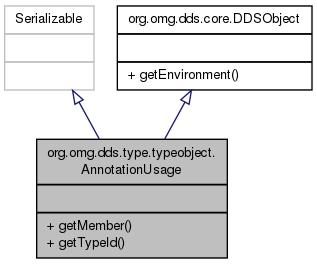 Serializable
org.omg.dds.core.DDSObject
+ getEnvironment()
org.omg.dds.type.typeobject.
AnnotationUsage
+ getMember()
+ getTypeId()